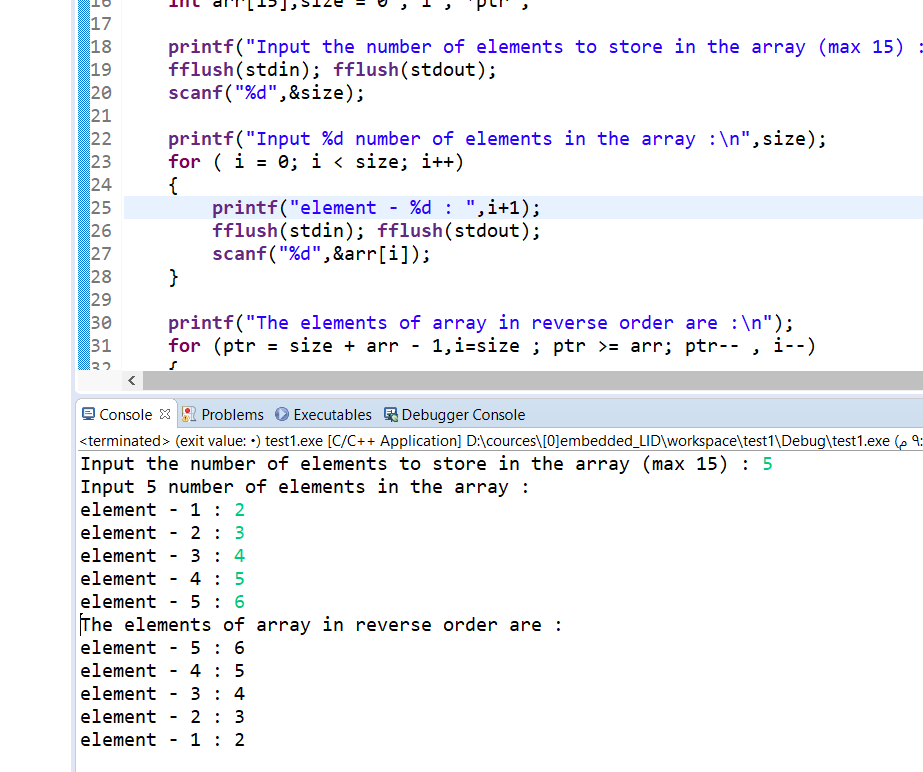 16 int arr[15],size = 0 , i , *ptr ;
17
18 printf("Input the number of elements to store in the array (max 15) :
19 fflush(stdin); fflush(stdout);
20 scanf("%d",&size);
21
22 printf("Input %d number of elements in the array :\n",size);
23 for ( i = 0; i < size; i++)
24 {
25 printf("element - %d : ",i+1);
26 fflush(stdin); fflush(stdout);
27 scanf("%d",&arr[i]);
28 }
29
30 printf("The elements of array in reverse order are :\n");
31 for (ptr = size + arr - 1,i=size ; ptr >= arr; ptr-- , i--)
32 {
Console Problems Executables Debugger Console
<terminated> (exit value: ٠) test1.exe [C/C++ Application] D:\cources\[0]embedded_LID\workspace\test1\Debug\test1.exe (م ٩:
Input the number of elements to store in the array (max 15) : 5
Input 5 number of elements in the array :
element - 1 : 2
element - 2 : 3
element - 3 : 4
element - 4 : 5
element - 5 : 6
The elements of array in reverse order are :
element - 5 : 6
element - 4 : 5
element - 3 : 4
element - 2 : 3
element - 1 : 2